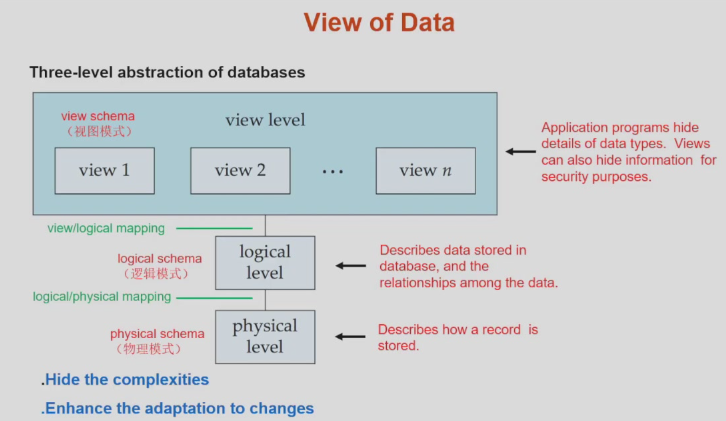 View of Data
Three-level abstraction of databases
view schema
（视图模式）
view level
view 1
view 2
...
view n
Application programs hide
details of data types. Views
can also hide information for
security purposes.
view/logical mapping
logical schema
（逻辑模式）
logical
level
Describes data stored in
database, and the
relationships among the data.
logical/physical mapping
physical schema
（物理模式）
physical
level
Describes how a record is
stored.
.Hide the complexities
.Enhance the adaptation to changes